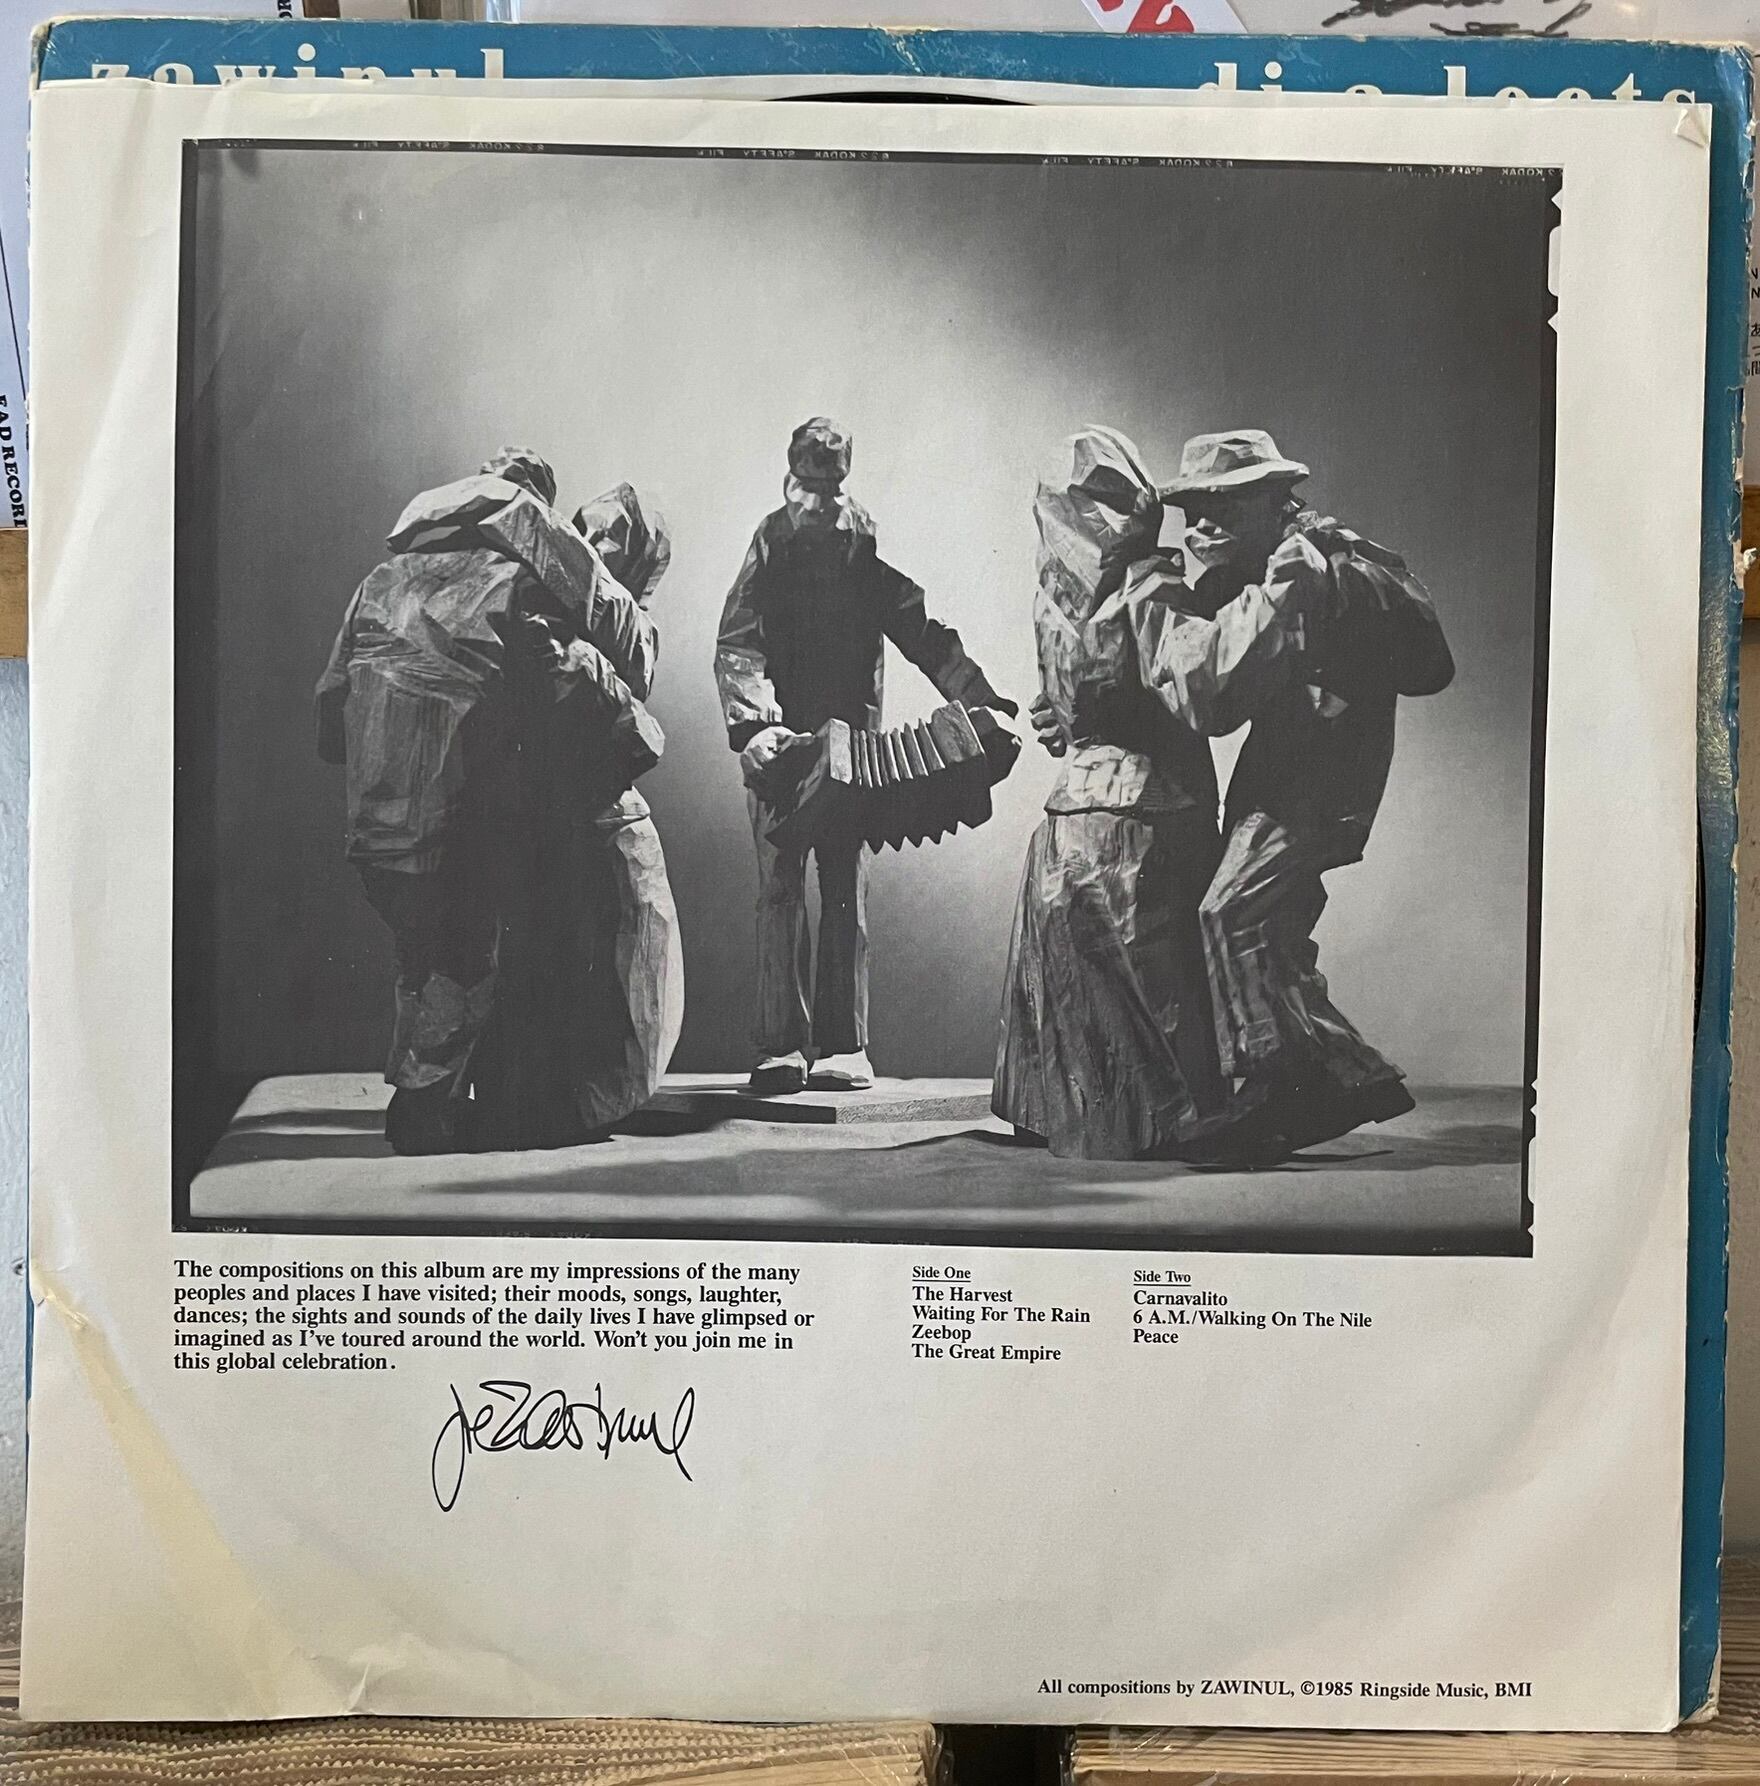 zawinul di•a•lects
The compositions on this album are my impressions of the many
peoples and places I have visited; their moods, songs, laughter,
dances; the sights and sounds of the daily lives I have glimpsed or
imagined as I've toured around the world. Won't you join me in
this global celebration.
Joe Zawinul
Side One
The Harvest
Waiting For The Rain
Zeebop
The Great Empire
Side Two
Carnavalito
6 A.M./Walking On The Nile
Peace
All compositions by ZAWINUL, ©1985 Ringside Music, BMI